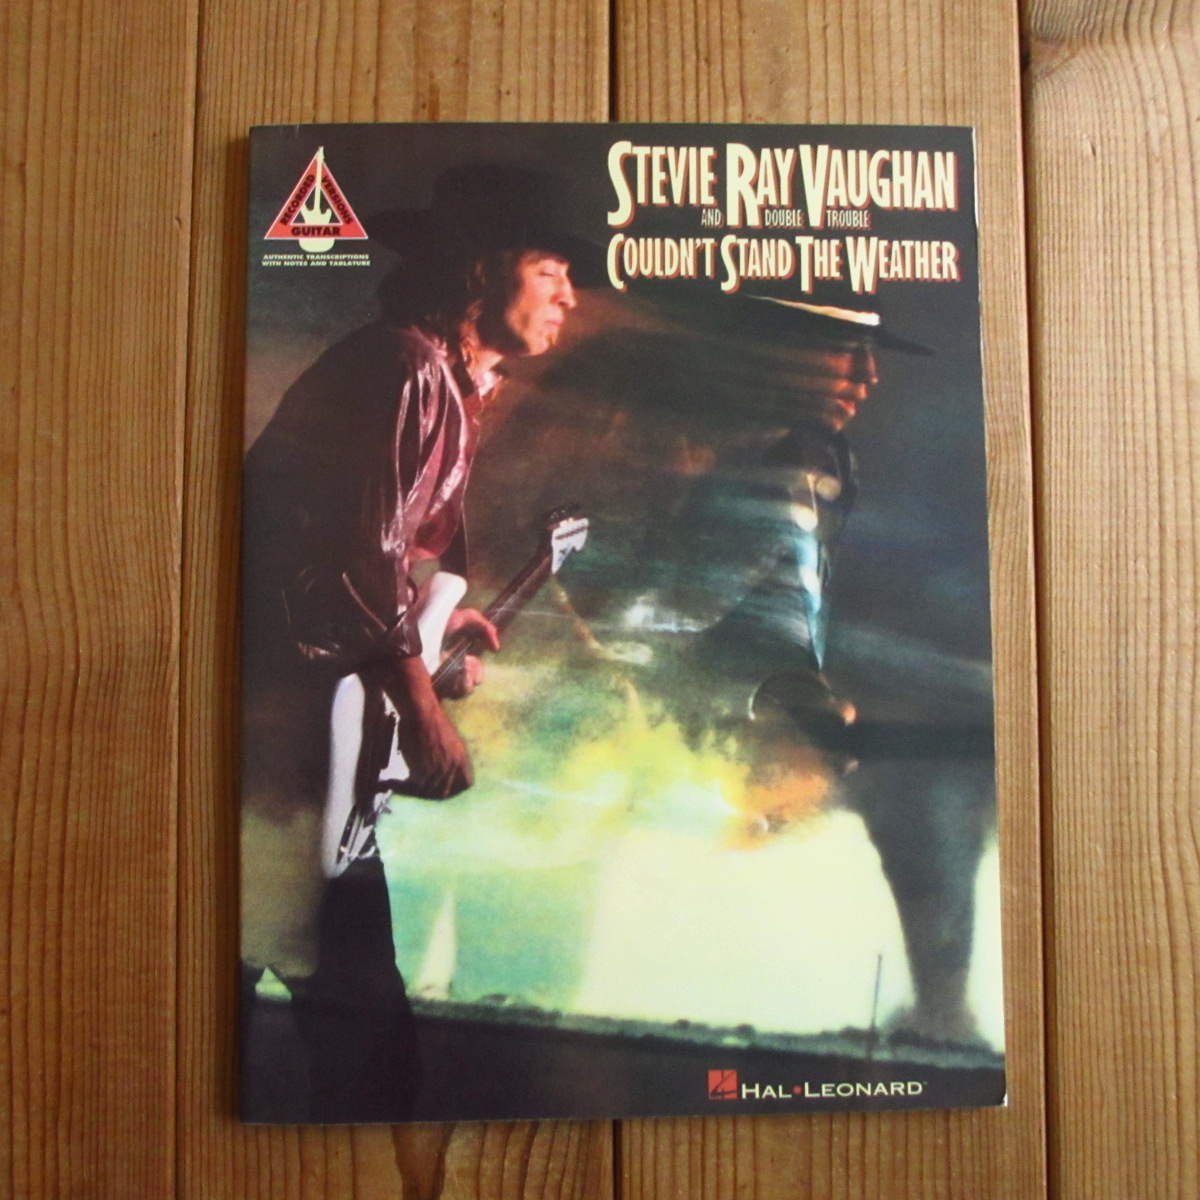 RECORDED VERSIONS
GUITAR
AUTHENTIC TRANSCRIPTIONS
WITH NOTES AND TABLATURE
STEVIE RAY VAUGHAN
AND DOUBLE TROUBLE
COULDN'T STAND THE WEATHER
HAL•LEONARD™